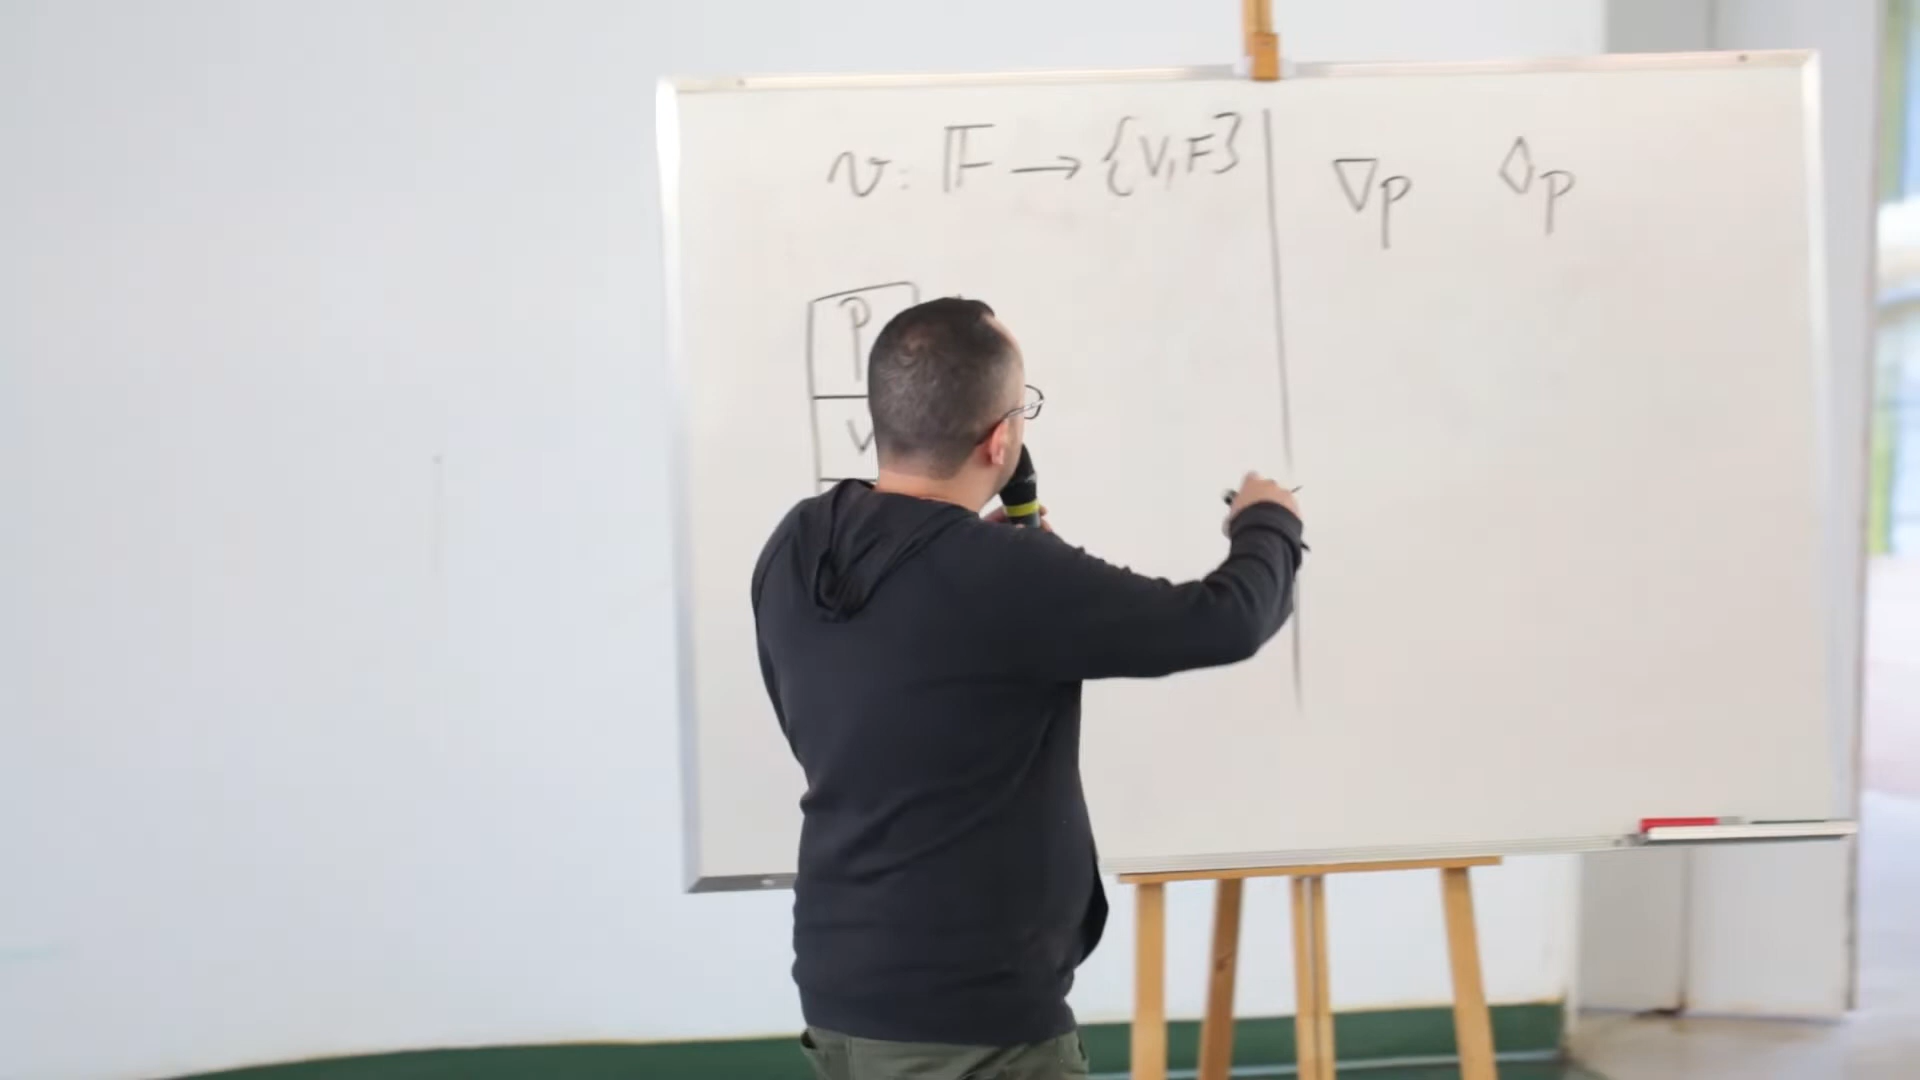 v: 𝔽 → {V, F}
∇p ◊p
p
V